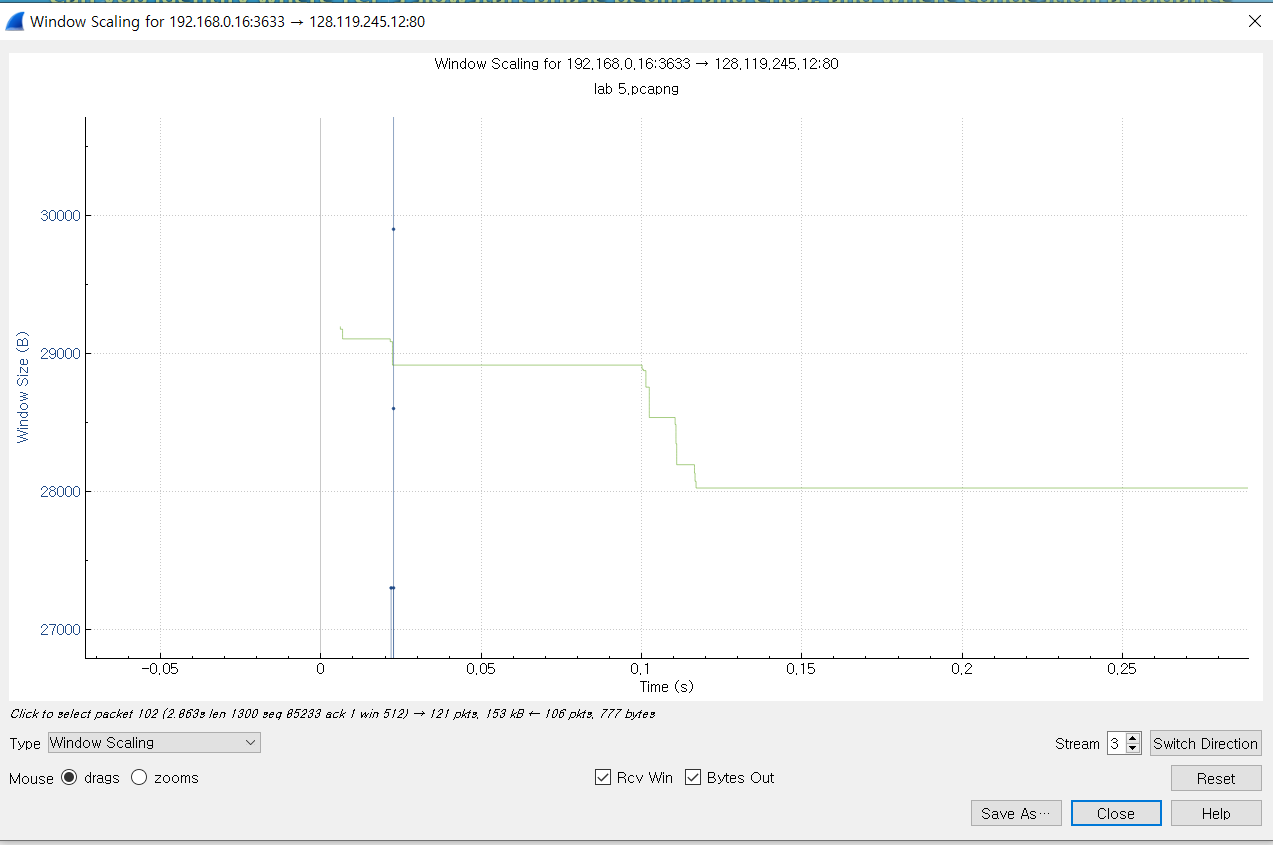 Window Scaling for 192.168.0.16:3633 → 128.119.245.12:80
Window Scaling for 192.168.0.16:3633 → 128.119.245.12:80
lab 5.pcapng
30000
29000
28000
27000
Window Size (B)
-0.05 0 0.05 0.1 0.15 0.2 0.25
Time (s)
Click to select packet 102 (2.863s len 1300 seq 85233 ack 1 win 512) → 121 pkts, 153 kB ← 106 pkts, 777 bytes
Type Window Scaling Stream 3 Switch Direction
Mouse drags zooms Rcv Win Bytes Out Reset
Save As… Close Help